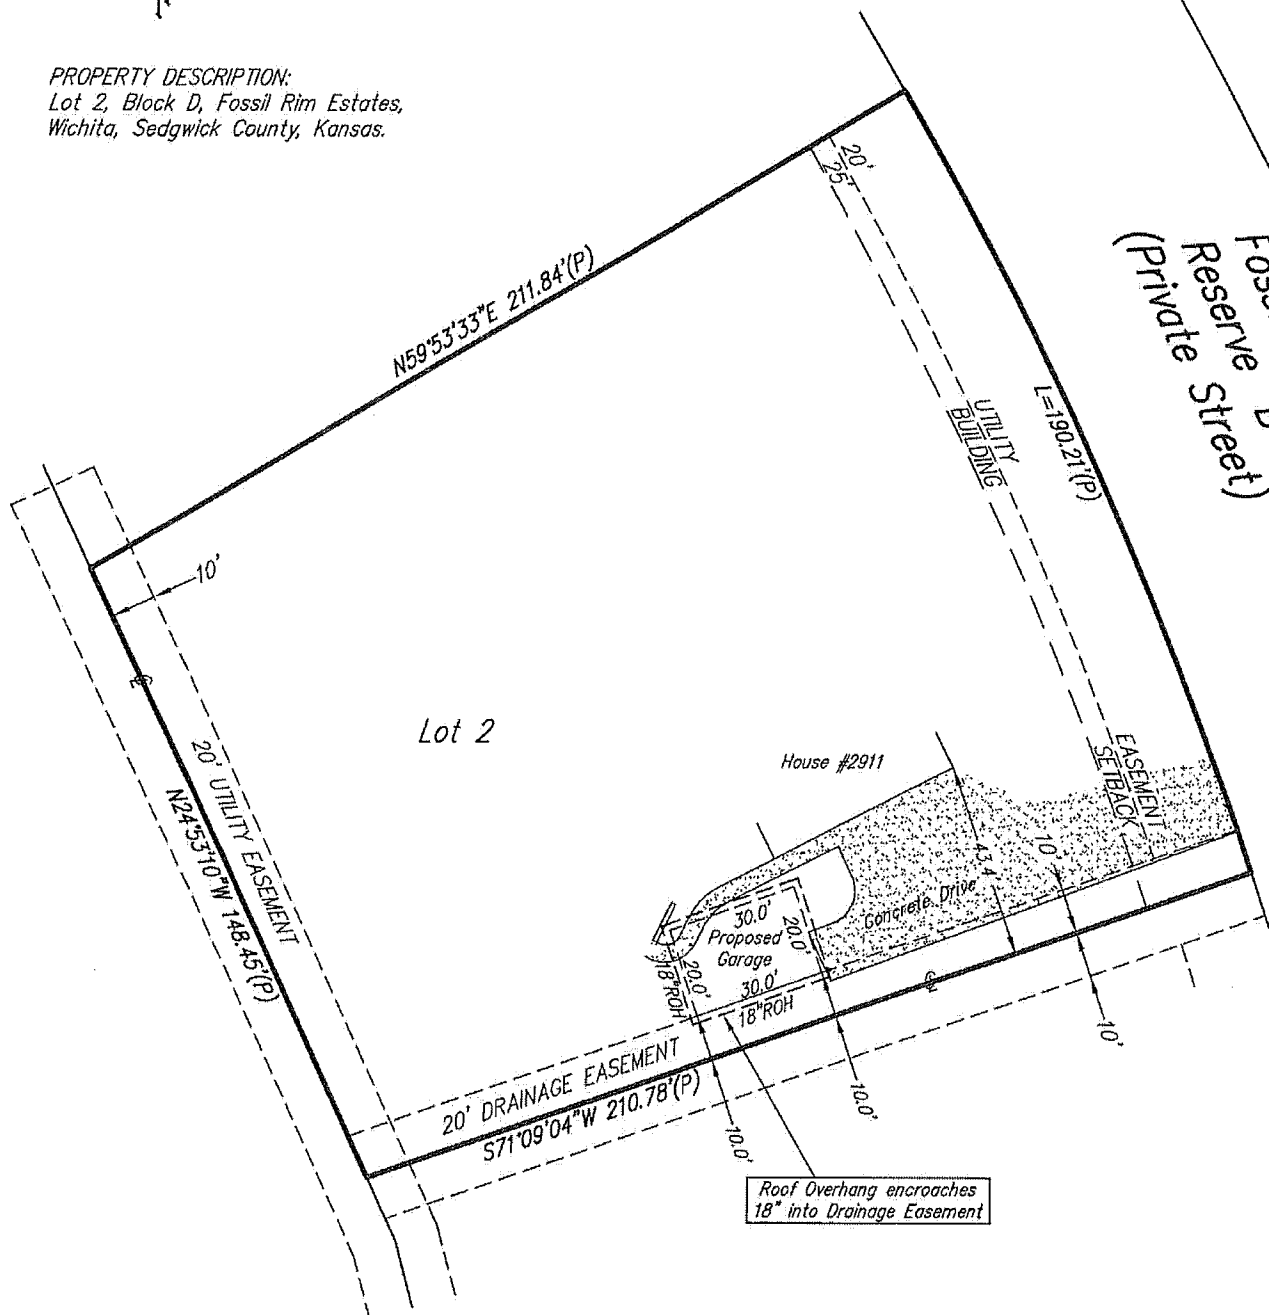 PROPERTY DESCRIPTION:
Lot 2, Block D, Fossil Rim Estates,
Wichita, Sedgwick County, Kansas.
20'
25'
N59°53'33"E 211.84'(P)
Reserve
(Private Street)
L=190.21'(P)
UTILITY
BUILDING
10'
Lot 2
20' UTILITY EASEMENT
N24°53'10"W 148.45'(P)
House #2911
EASEMENT
SETBACK
43.4
10'
Concrete Drive
30.0'
Proposed
Garage
20.0'
20.0'
30.0'
18"ROH
18"ROH
20' DRAINAGE EASEMENT
S71°09'04"W 210.78'(P)
10'
10.0'
10.0'
Roof Overhang encroaches
18" into Drainage Easement